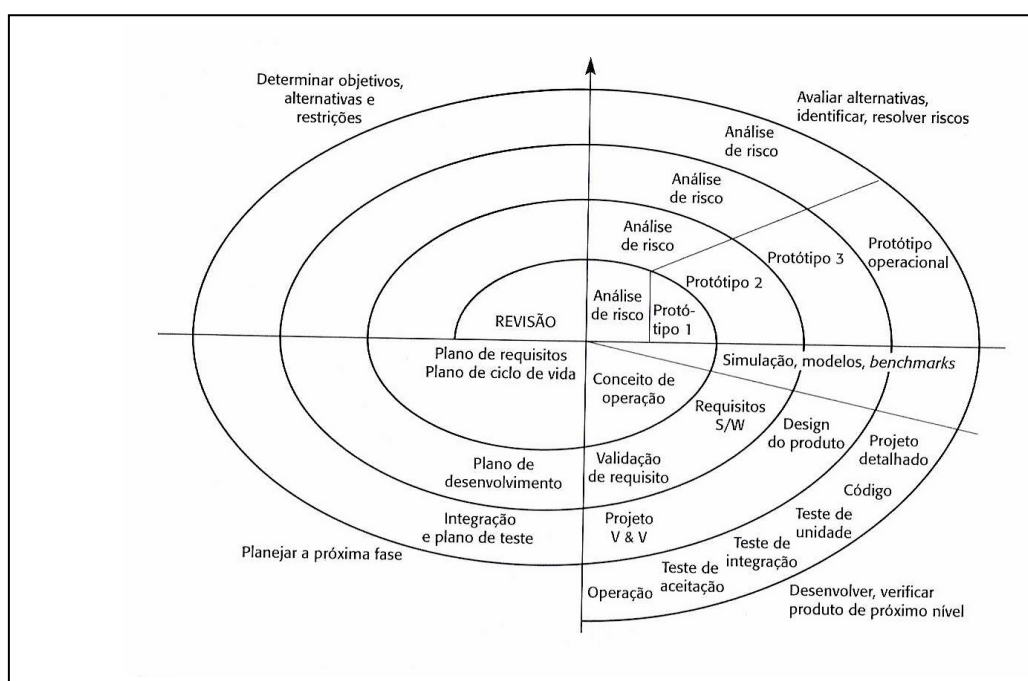 Determinar objetivos,
alternativas e
restrições
Avaliar alternativas,
identificar, resolver riscos
Análise
de risco
Análise
de risco
Análise
de risco
Protótipo
operacional
Protótipo 3
Protótipo 2
Análise
de risco
Protó-
tipo 1
REVISÃO
Plano de requisitos
Plano de ciclo de vida
Simulação, modelos, benchmarks
Conceito de
operação
Requisitos
S/W
Design
do produto
Projeto
detalhado
Plano de
desenvolvimento
Validação
de requisito
Código
Integração
e plano de teste
Projeto
V & V
Teste de
unidade
Teste de
integração
Planejar a próxima fase
Teste de
aceitação
Operação
Desenvolver, verificar
produto de próximo nível